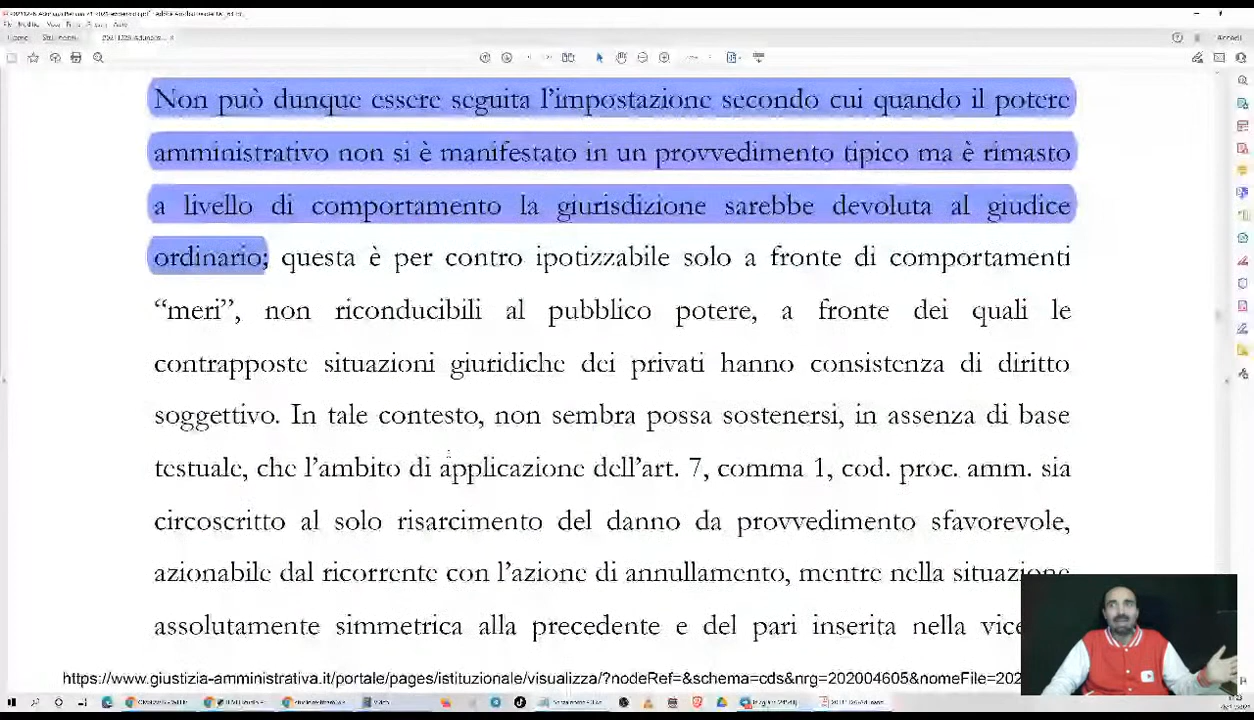 Non può dunque essere seguita l'impostazione secondo cui quando il potere
amministrativo non si è manifestato in un provvedimento tipico ma è rimasto
a livello di comportamento la giurisdizione sarebbe devoluta al giudice
ordinario; questa è per contro ipotizzabile solo a fronte di comportamenti
“meri”, non riconducibili al pubblico potere, a fronte dei quali le
contrapposte situazioni giuridiche dei privati hanno consistenza di diritto
soggettivo. In tale contesto, non sembra possa sostenersi, in assenza di base
testuale, che l'ambito di applicazione dell'art. 7, comma 1, cod. proc. amm. sia
circoscritto al solo risarcimento del danno da provvedimento sfavorevole,
azionabile dal ricorrente con l'azione di annullamento, mentre nella situazione
assolutamente simmetrica alla precedente e del pari inserita nella
https://www.giustizia-amministrativa.it/portale/pages/istituzionale/visualizza/?nodeRef=&schema=cds&nrg=202004605&nomeFile=202